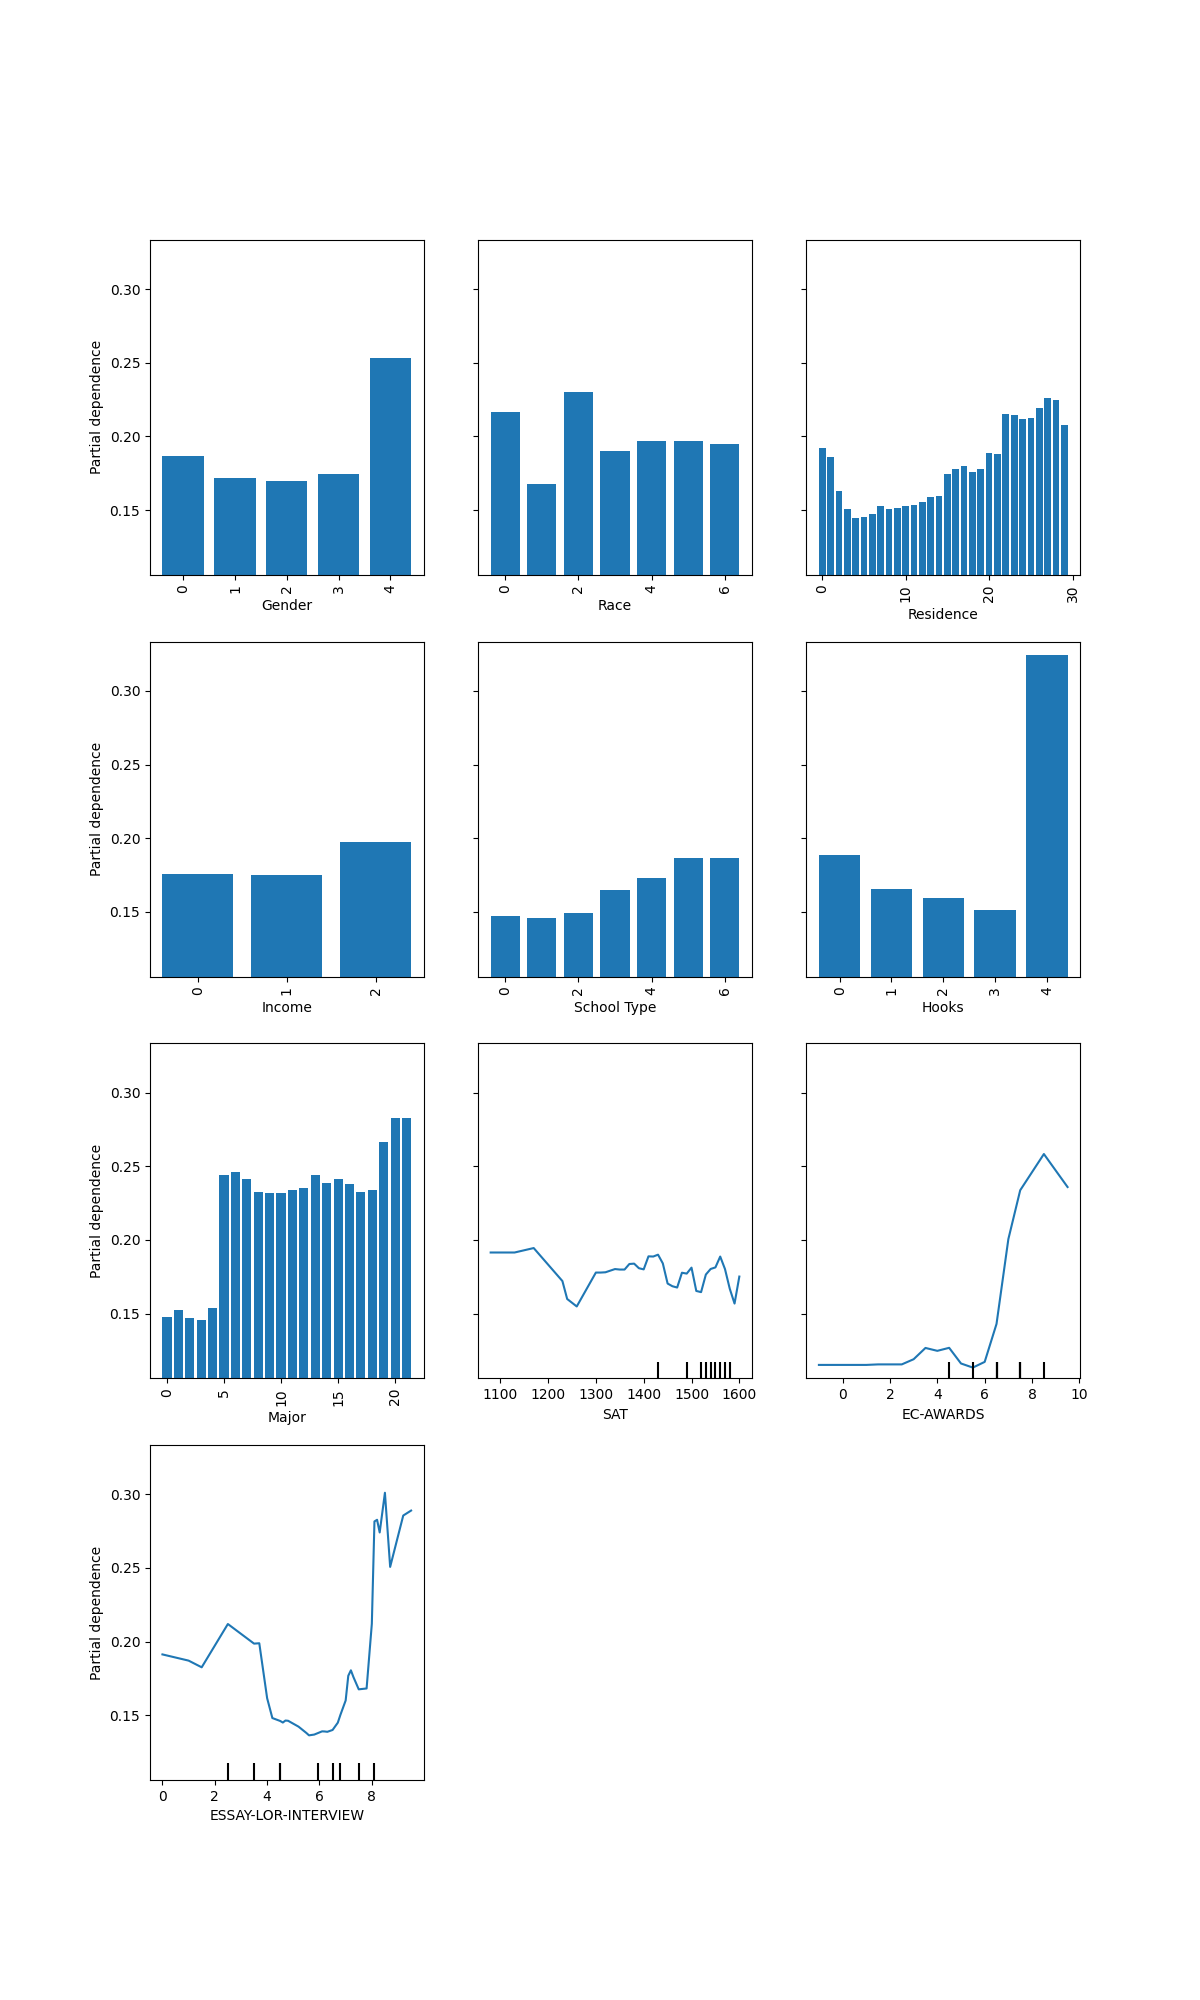 0.30
0.25
0.20
0.15
Partial dependence
0 1 2 3 4
Gender
0 2 4 6
Race
0 10 20 30
Residence
0.30
0.25
0.20
0.15
Partial dependence
0 1 2
Income
0 2 4 6
School Type
0 1 2 3 4
Hooks
0.30
0.25
0.20
0.15
Partial dependence
0 5 10 15 20
Major
1100 1200 1300 1400 1500 1600
SAT
0 2 4 6 8 10
EC-AWARDS
0.30
0.25
0.20
0.15
Partial dependence
0 2 4 6 8
ESSAY-LOR-INTERVIEW